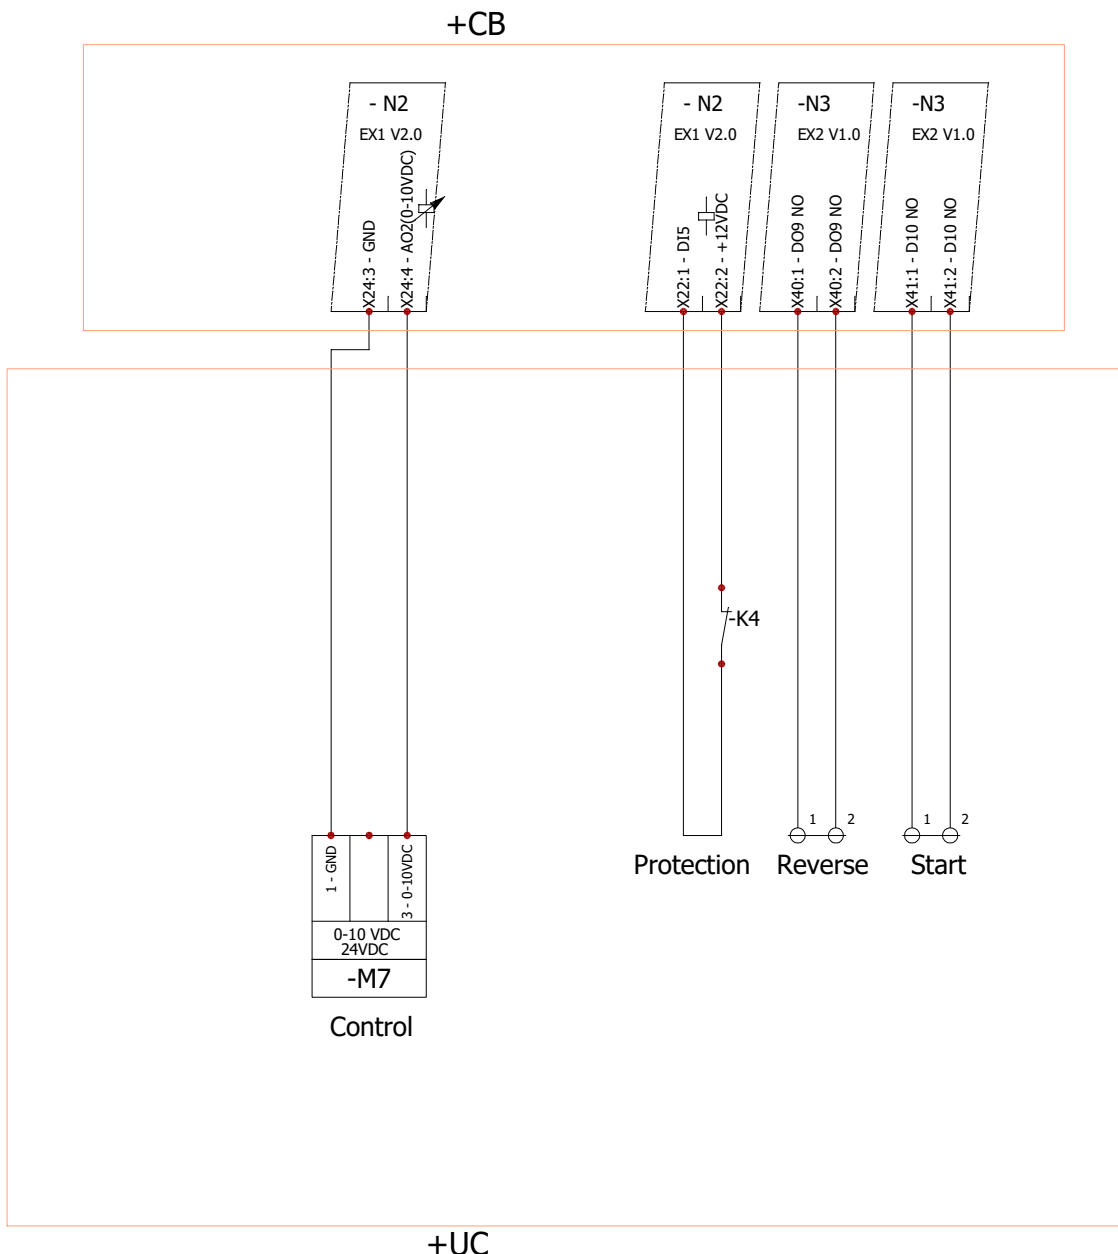 +CB
- N2
EX1 V2.0
X24:3 - GND
X24:4 - AO2(0-10VDC)
- N2
EX1 V2.0
X22:1 - DI5
X22:2 - +12VDC
-N3
EX2 V1.0
X40:1 - DO9 NO
X40:2 - DO9 NO
-N3
EX2 V1.0
X41:1 - D10 NO
X41:2 - D10 NO
-K4
1 2
1 2
Protection
Reverse
Start
1 - GND
3 - 0-10VDC
0-10 VDC
24VDC
-M7
Control
+UC